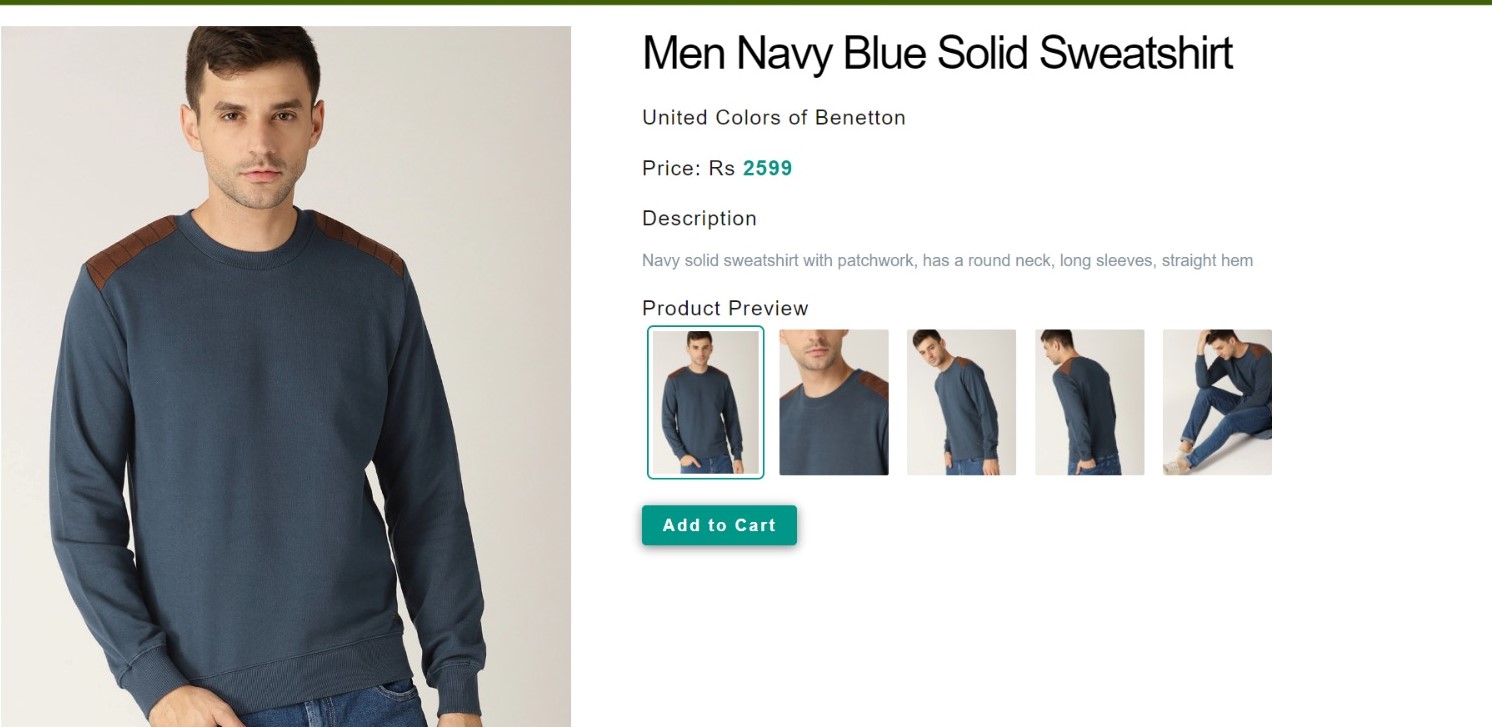 Men Navy Blue Solid Sweatshirt
United Colors of Benetton
Price: Rs 2599
Description
Navy solid sweatshirt with patchwork, has a round neck, long sleeves, straight hem
Product Preview
Add to Cart